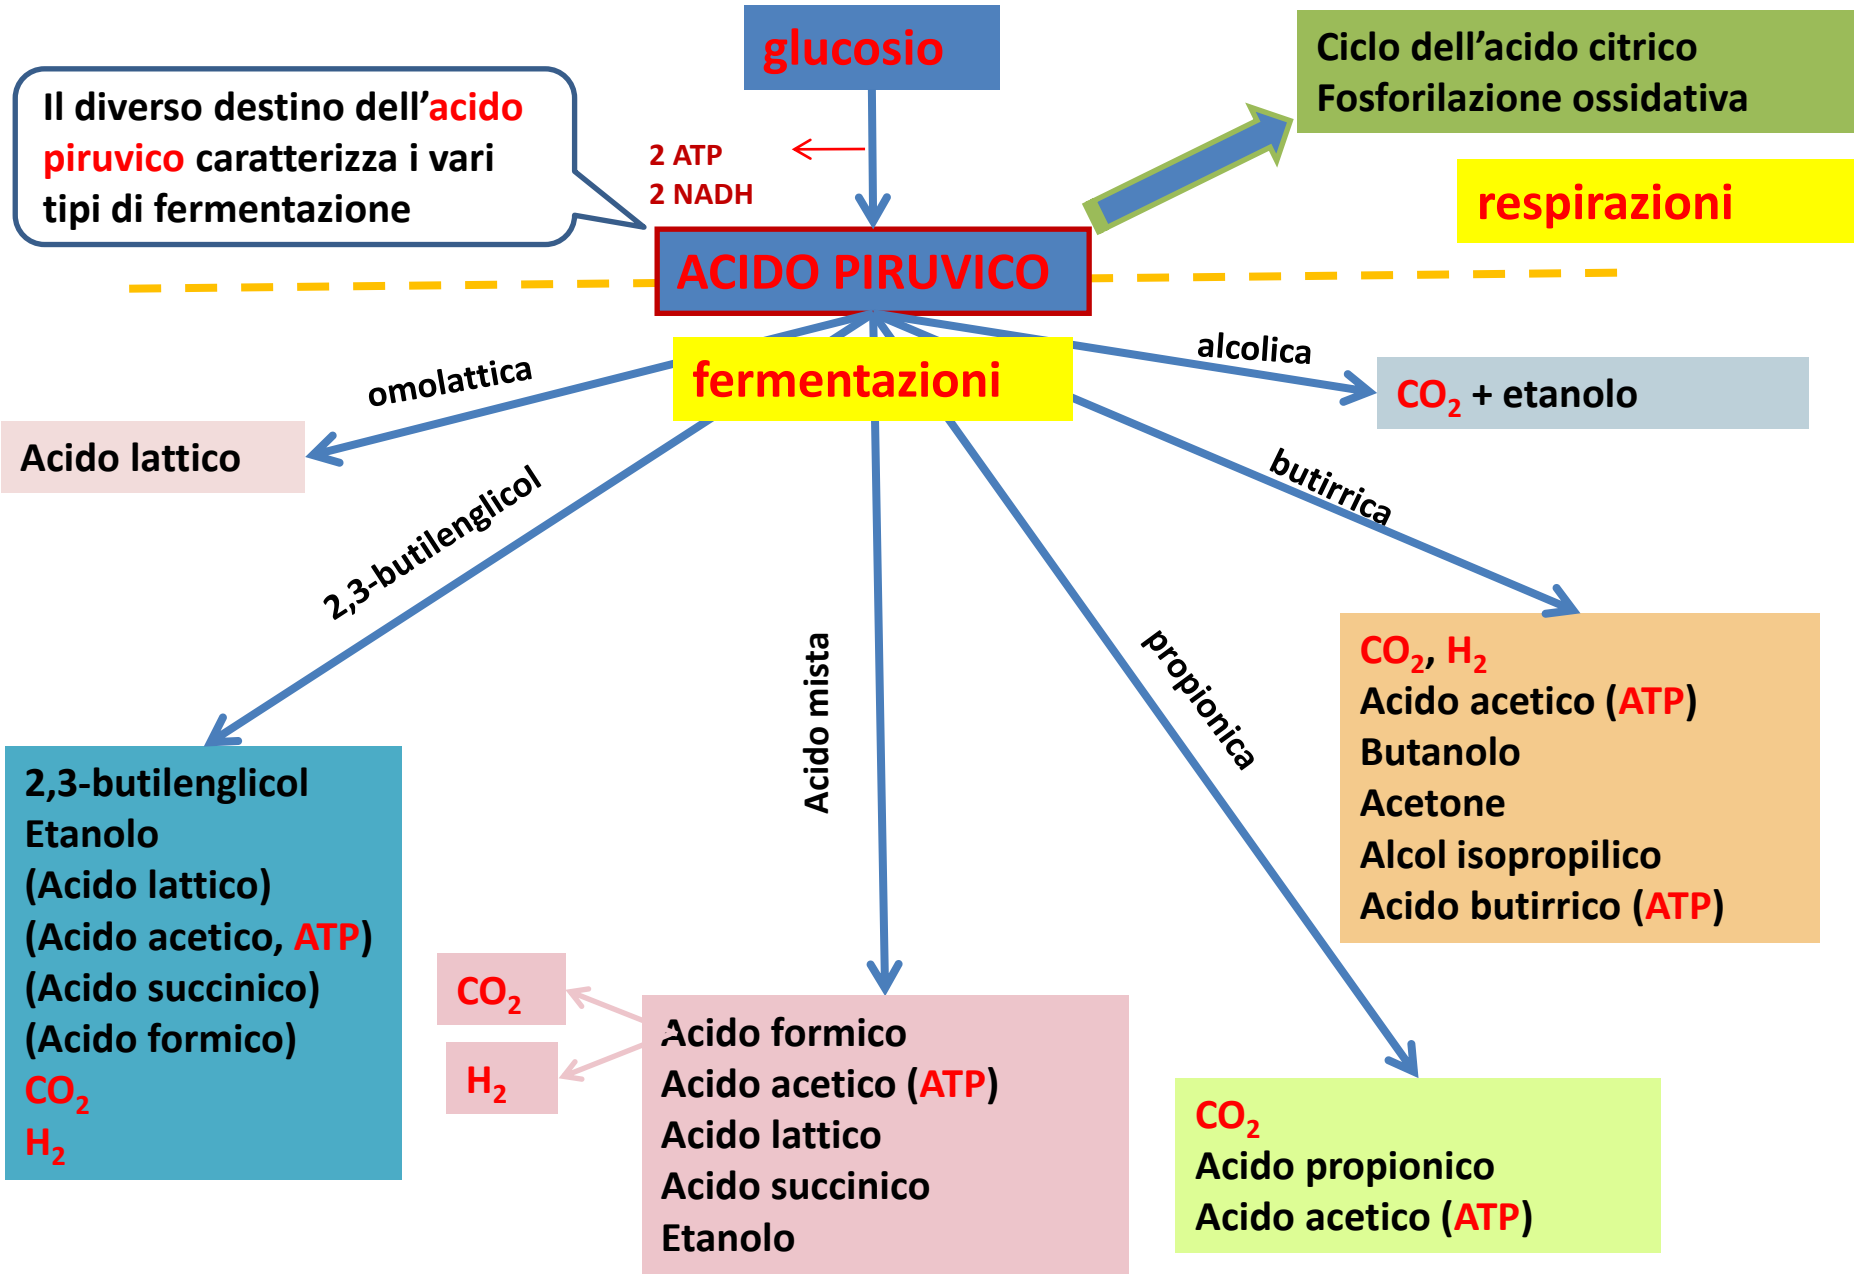 glucosio
Ciclo dell’acido citrico
Fosforilazione ossidativa
Il diverso destino dell’acido
piruvico caratterizza i vari
tipi di fermentazione
2 ATP
2 NADH
respirazioni
ACIDO PIRUVICO
fermentazioni
omolattica
alcolica
CO₂ + etanolo
Acido lattico
2,3-butilenglicol
butirrica
Acido mista
propionica
CO₂, H₂
Acido acetico (ATP)
Butanolo
Acetone
Alcol isopropilico
Acido butirrico (ATP)
2,3-butilenglicol
Etanolo
(Acido lattico)
(Acido acetico, ATP)
(Acido succinico)
(Acido formico)
CO₂
H₂
CO₂
H₂
Acido formico
Acido acetico (ATP)
Acido lattico
Acido succinico
Etanolo
CO₂
Acido propionico
Acido acetico (ATP)